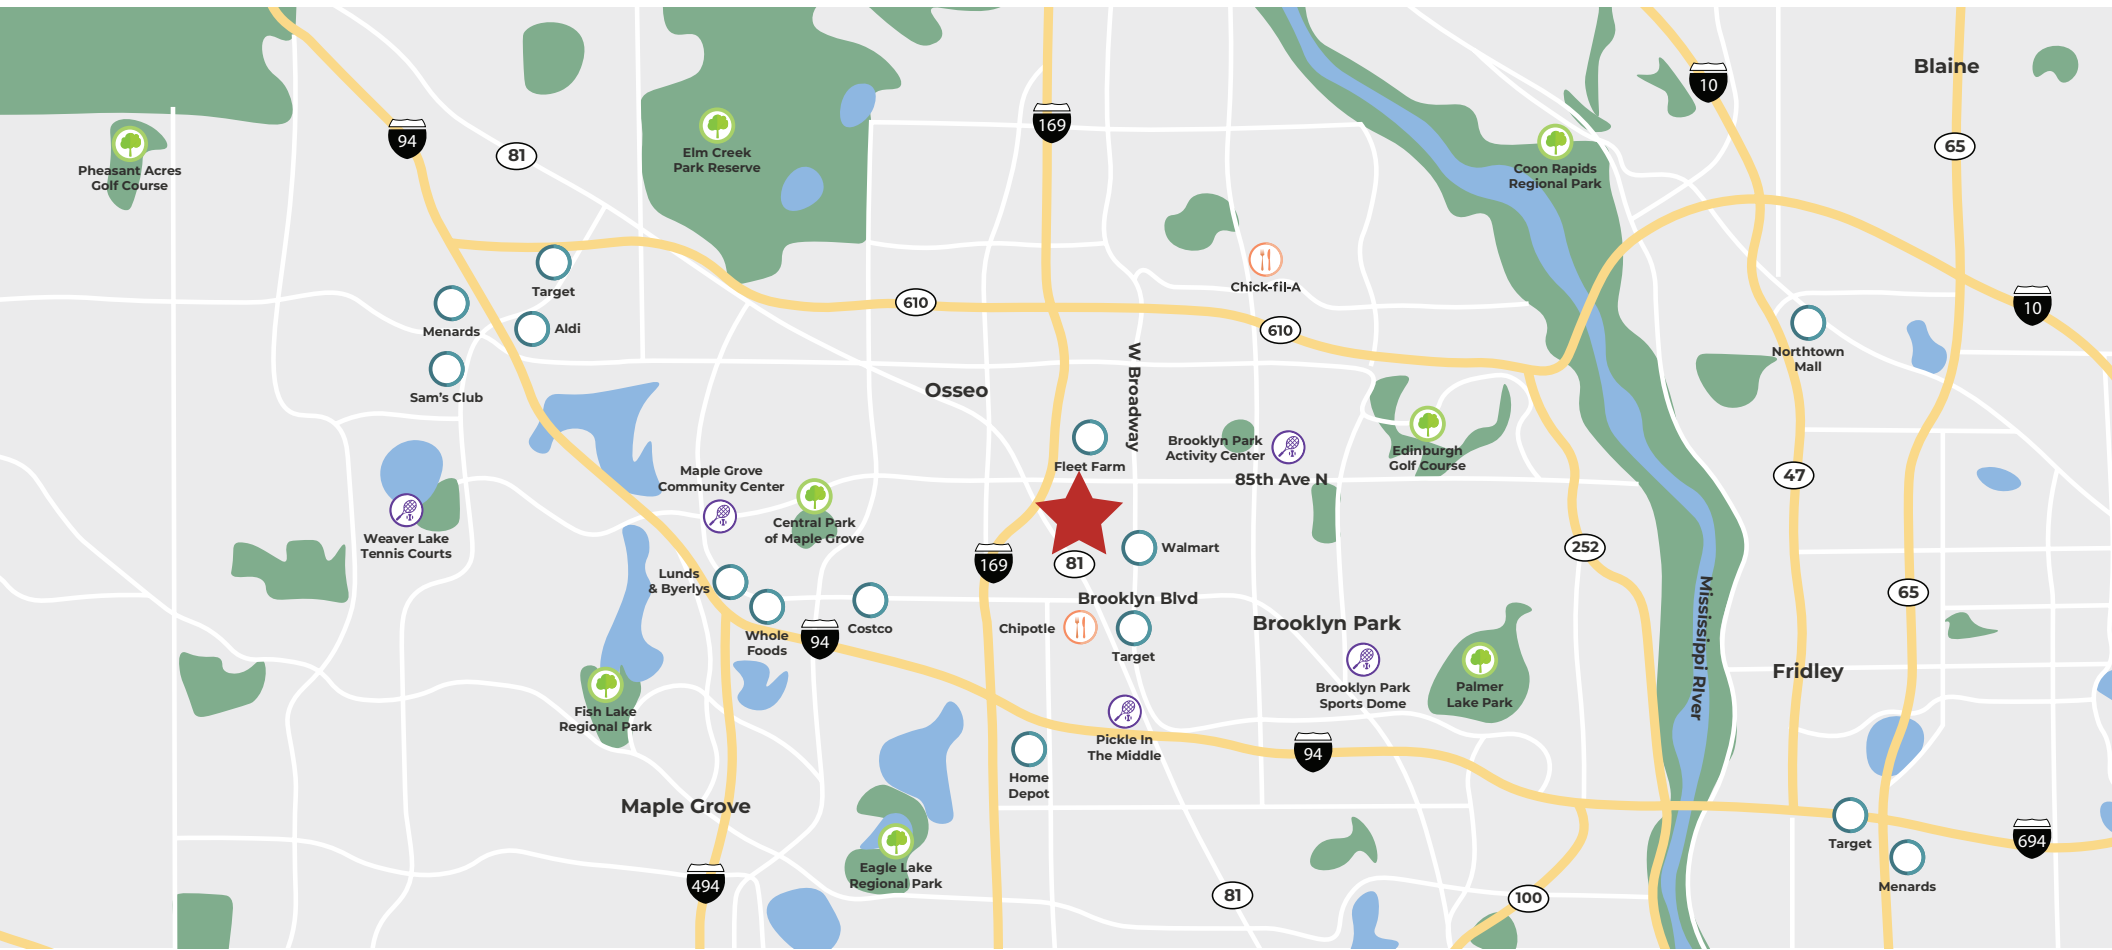 Blaine
10
94
169
65
81
Elm Creek
Park Reserve
Pheasant Acres
Golf Course
Coon Rapids
Regional Park
Target
Chick-fil-A
Menards
Aldi
610
610
10
Northtown
Mall
Sam's Club
Osseo
W Broadway
Fleet Farm
Brooklyn Park
Activity Center
85th Ave N
Edinburgh
Golf Course
Maple Grove
Community Center
47
Weaver Lake
Tennis Courts
Central Park
of Maple Grove
169
81
Walmart
252
Lunds
& Byerlys
Whole
Foods
94
Costco
Brooklyn Blvd
Chipotle
Target
Brooklyn Park
65
Mississippi RIver
Fridley
Brooklyn Park
Sports Dome
Palmer
Lake Park
Fish Lake
Regional Park
Pickle In
The Middle
94
Home
Depot
Maple Grove
Target
694
Menards
Eagle Lake
Regional Park
494
81
100